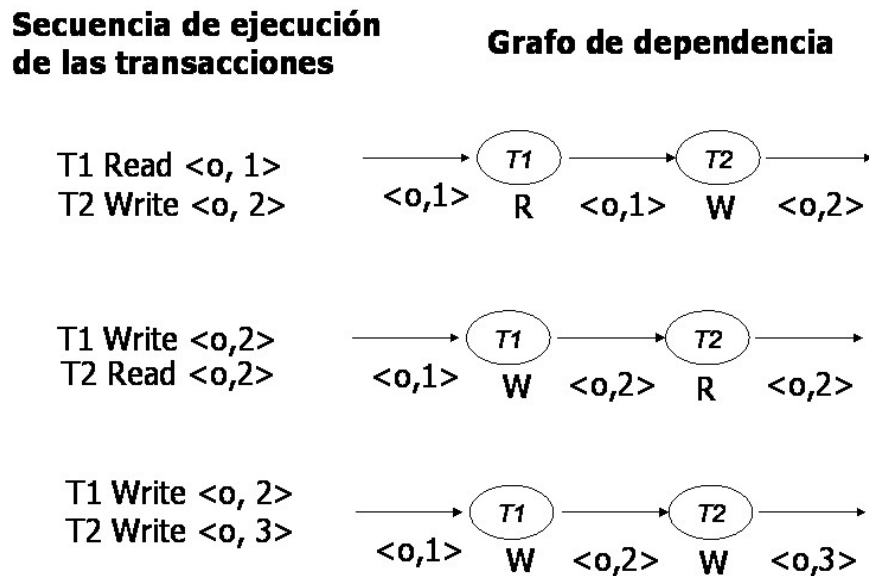 Secuencia de ejecución
de las transacciones
Grafo de dependencia
T1 Read <o, 1>
T2 Write <o, 2>
T1
T2
<o,1>
R
<o,1>
W
<o,2>
T1 Write <o,2>
T2 Read <o,2>
T1
T2
<o,1>
W
<o,2>
R
<o,2>
T1 Write <o, 2>
T2 Write <o, 3>
T1
T2
<o,1>
W
<o,2>
W
<o,3>